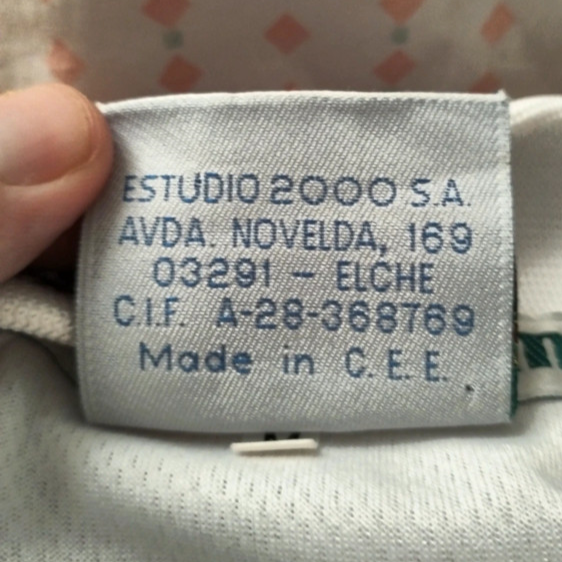 ESTUDIO 2000 S.A.
AVDA. NOVELDA, 169
03291 - ELCHE
C.I.F. A-28-368769
Made in C.E.E.